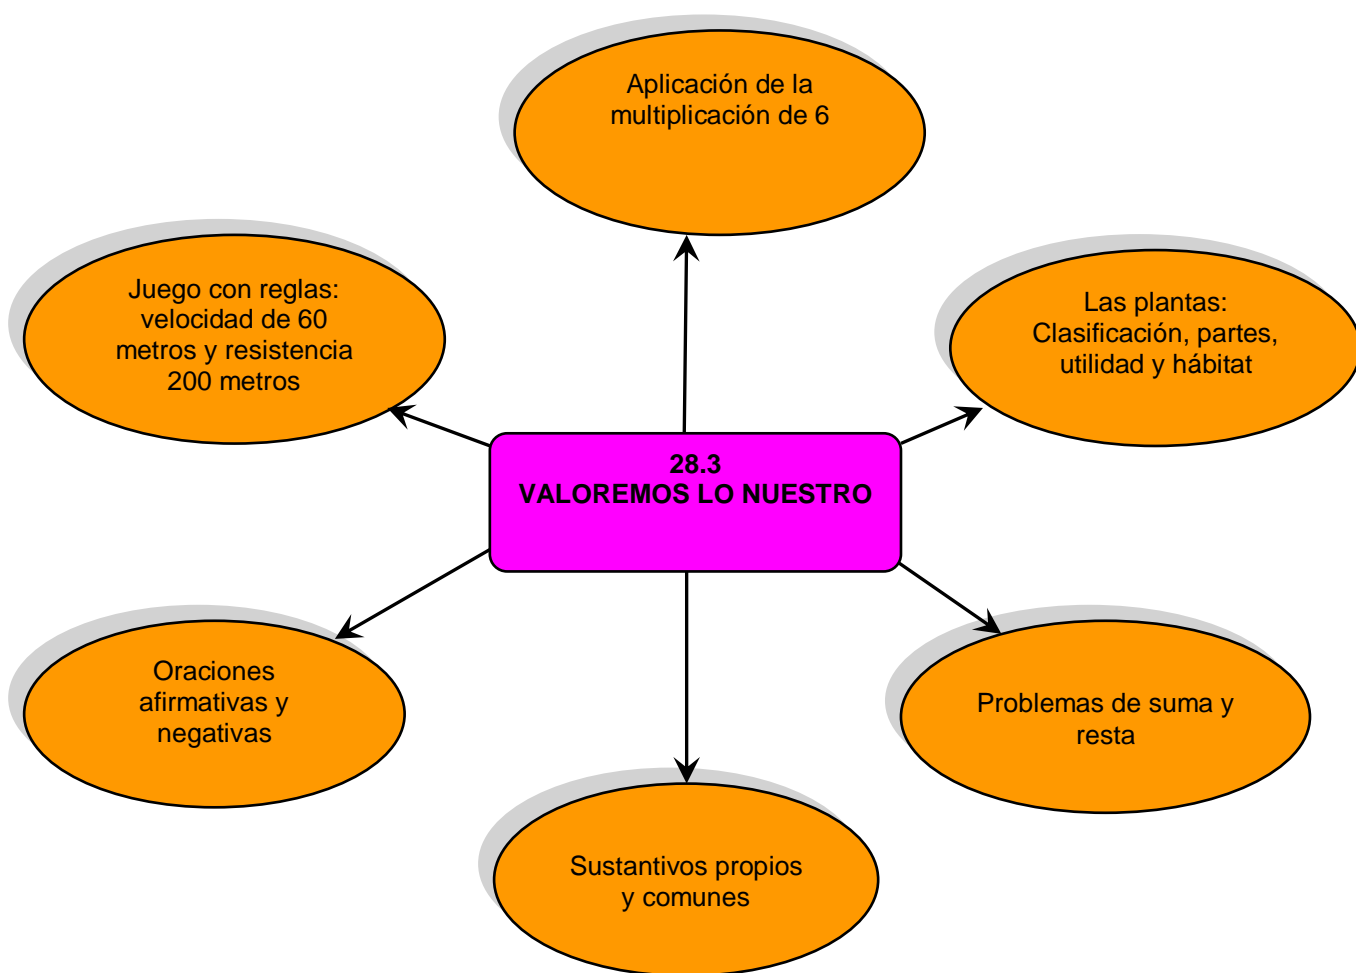 Aplicación de la
multiplicación de 6
Juego con reglas:
velocidad de 60
metros y resistencia
200 metros
Las plantas:
Clasificación, partes,
utilidad y hábitat
28.3
VALOREMOS LO NUESTRO
Oraciones
afirmativas y
negativas
Problemas de suma y
resta
Sustantivos propios
y comunes